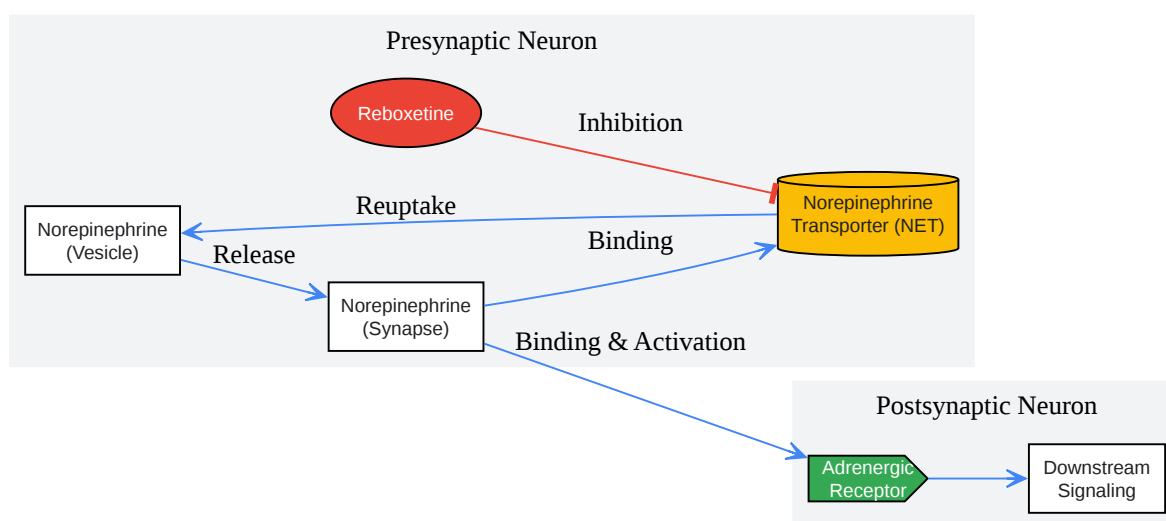 Presynaptic Neuron
Reboxetine
Inhibition
Norepinephrine
Transporter (NET)
Reuptake
Norepinephrine
(Vesicle)
Release
Binding
Norepinephrine
(Synapse)
Binding & Activation
Postsynaptic Neuron
Adrenergic
Receptor
Downstream
Signaling